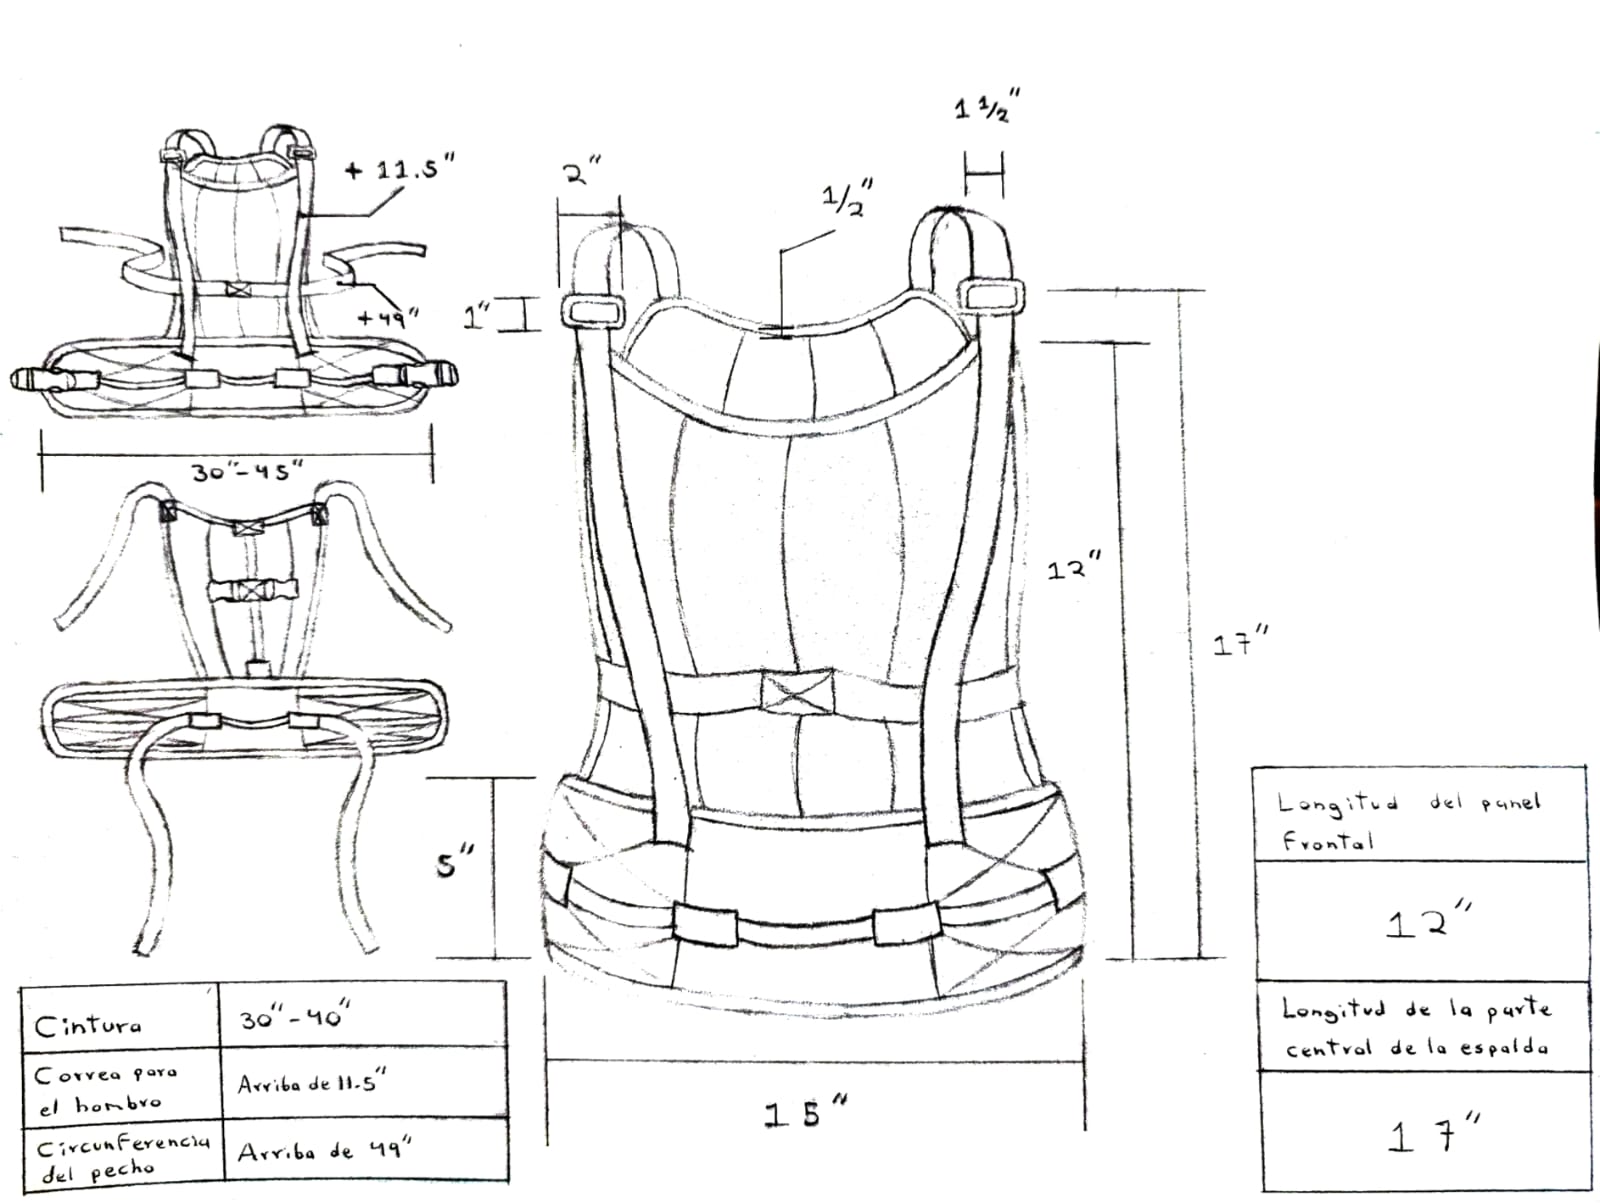 1 1/2"
+ 11.5"
2"
1/2"
1"
+49"
30"-45"
12"
17"
5"
15"
Cintura
30"-40"
Correa para
el hombro
Arriba de 11.5"
Circunferencia
del pecho
Arriba de 49"
Longitud del panel
Frontal
12"
Longitud de la parte
central de la espalda
17"